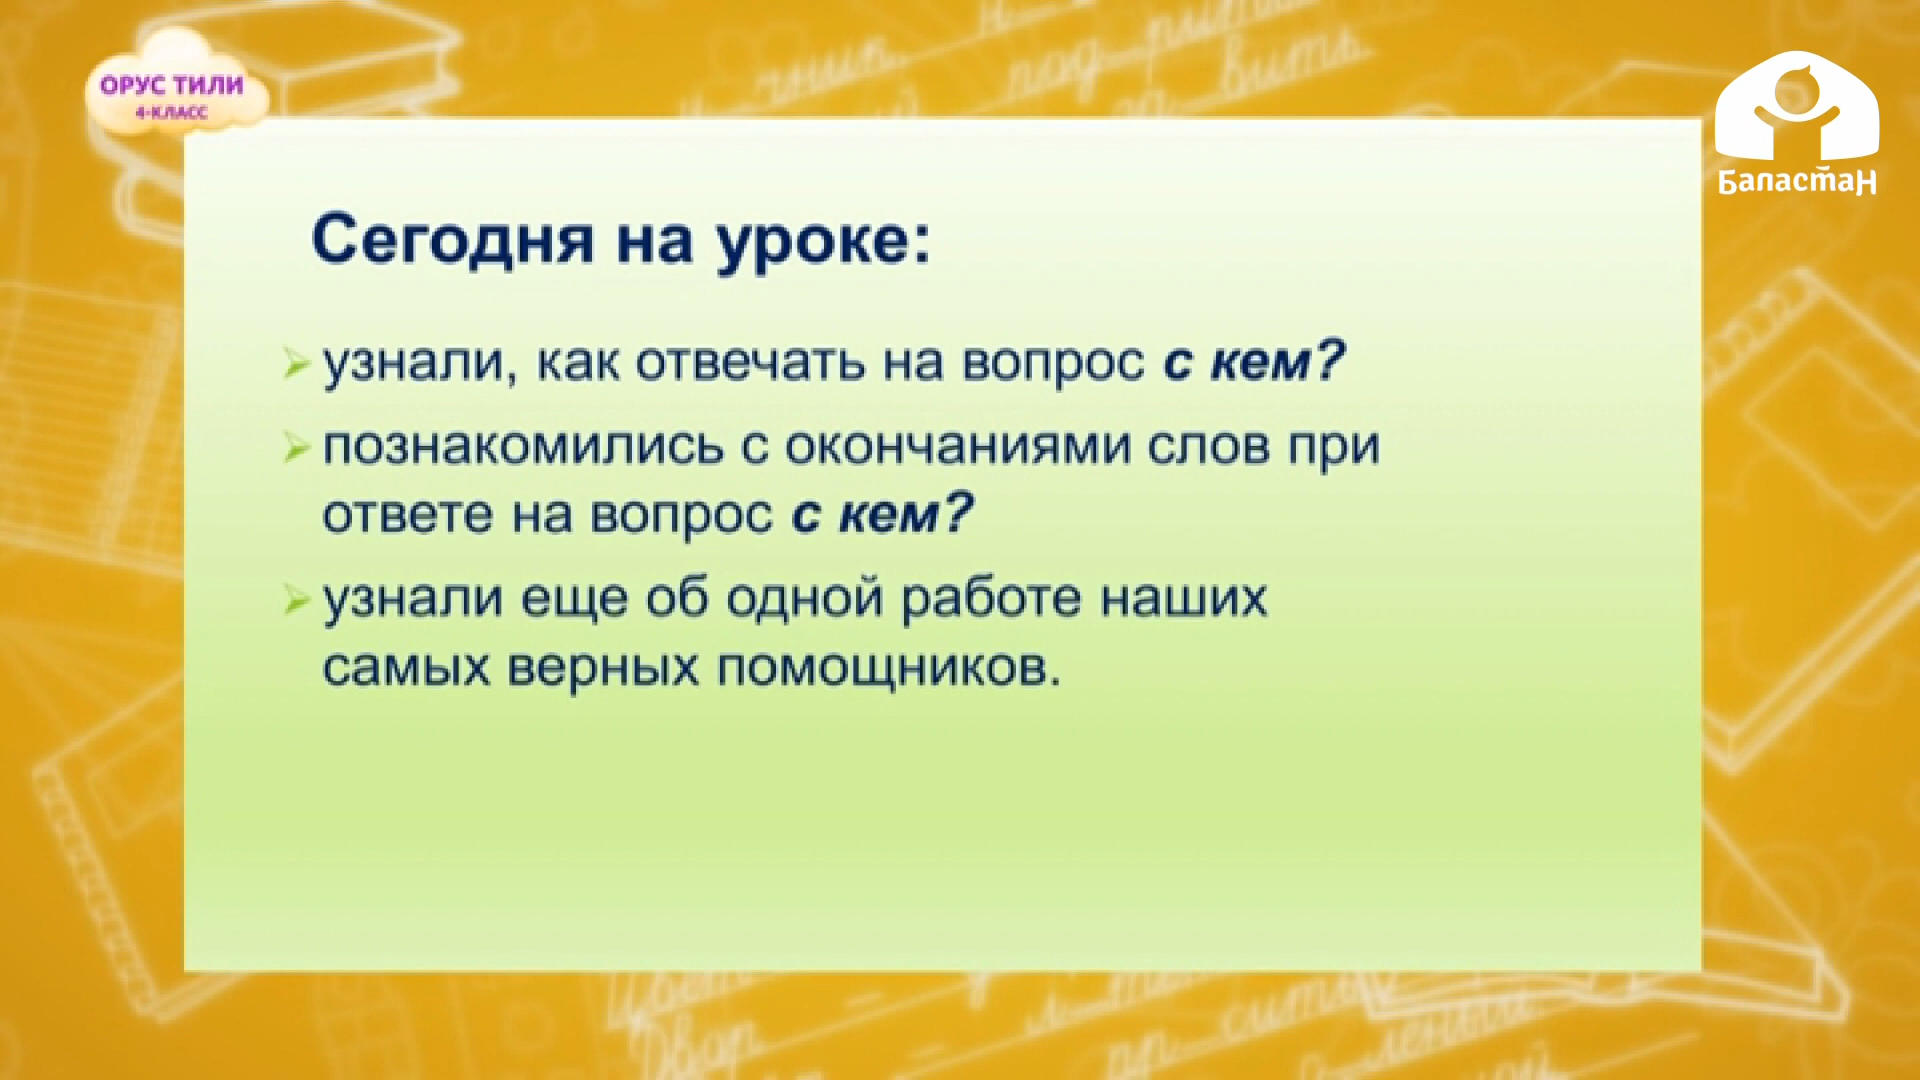 ОРУС ТИЛИ
4-КЛАСС
Баластан
Сегодня на уроке:
узнали, как отвечать на вопрос с кем?
познакомились с окончаниями слов при
ответе на вопрос с кем?
узнали еще об одной работе наших
самых верных помощников.
Двор